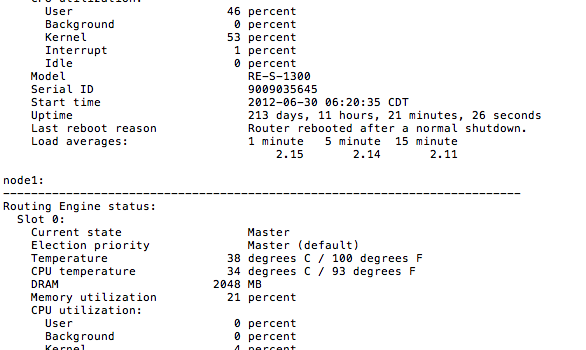 CPU utilization:
User 46 percent
Background 0 percent
Kernel 53 percent
Interrupt 1 percent
Idle 0 percent
Model RE-S-1300
Serial ID 9009035645
Start time 2012-06-30 06:20:35 CDT
Uptime 213 days, 11 hours, 21 minutes, 26 seconds
Last reboot reason Router rebooted after a normal shutdown.
Load averages: 1 minute 5 minute 15 minute
2.15 2.14 2.11
node1:
--------------------------------------------------------------------------
Routing Engine status:
Slot 0:
Current state Master
Election priority Master (default)
Temperature 38 degrees C / 100 degrees F
CPU temperature 34 degrees C / 93 degrees F
DRAM 2048 MB
Memory utilization 21 percent
CPU utilization:
User 0 percent
Background 0 percent
Kernel 4 percent